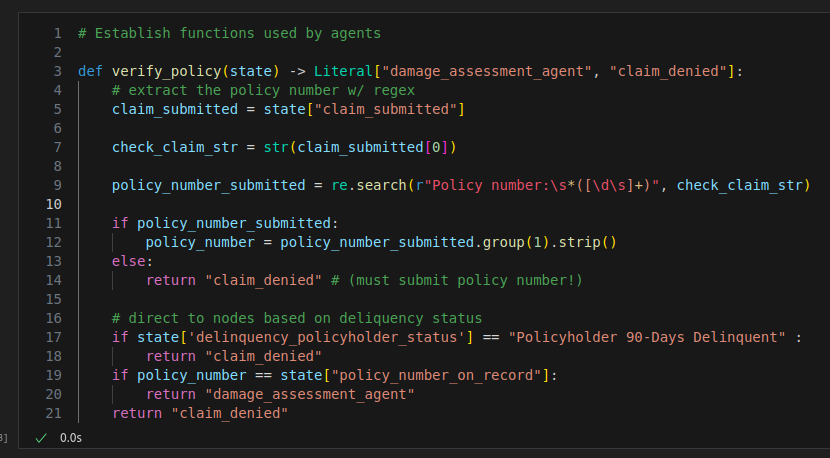 1 # Establish functions used by agents
2
3 def verify_policy(state) -> Literal["damage_assessment_agent", "claim_denied"]:
4     # extract the policy number w/ regex
5     claim_submitted = state["claim_submitted"]
6
7     check_claim_str = str(claim_submitted[0])
8
9     policy_number_submitted = re.search(r"Policy number:\s*([\d\s]+)", check_claim_str)
10
11     if policy_number_submitted:
12         policy_number = policy_number_submitted.group(1).strip()
13     else:
14         return "claim_denied" # (must submit policy number!)
15
16     # direct to nodes based on deliquency status
17     if state['delinquency_policyholder_status'] == "Policyholder 90-Days Delinquent" :
18         return "claim_denied"
19     if policy_number == state["policy_number_on_record"]:
20         return "damage_assessment_agent"
21     return "claim_denied"
] ✓ 0.0s